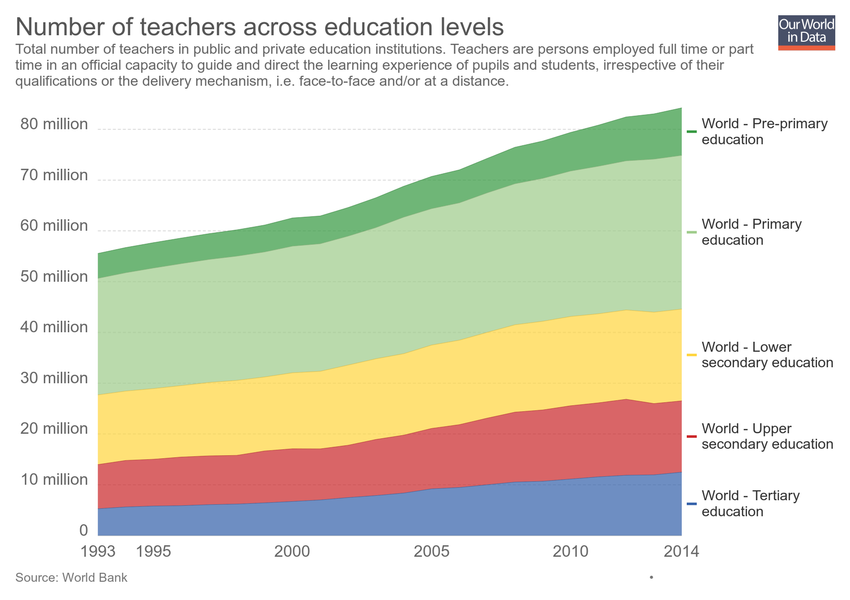 Number of teachers across education levels
Our World
in Data
Total number of teachers in public and private education institutions. Teachers are persons employed full time or part
time in an official capacity to guide and direct the learning experience of pupils and students, irrespective of their
qualifications or the delivery mechanism, i.e. face-to-face and/or at a distance.
80 million
70 million
60 million
50 million
40 million
30 million
20 million
10 million
0
World - Pre-primary
education
World - Primary
education
World - Lower
secondary education
World - Upper
secondary education
World - Tertiary
education
1993
1995
2000
2005
2010
2014
Source: World Bank